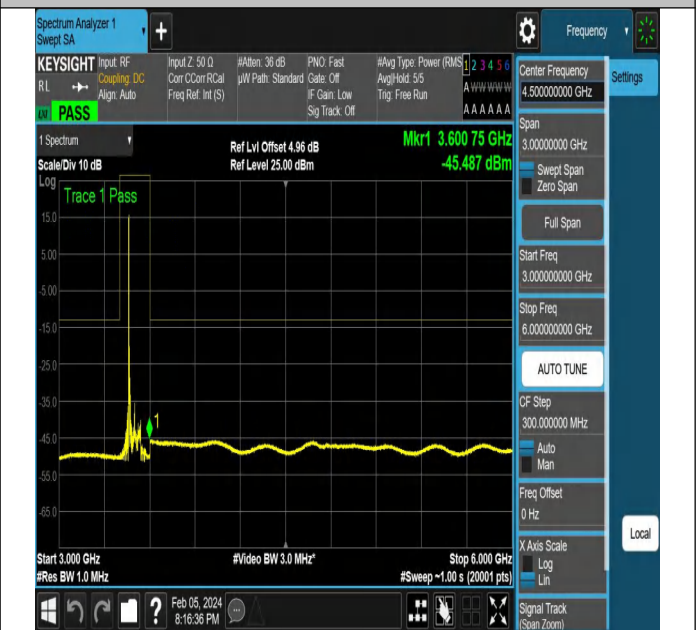 Spectrum Analyzer 1
Swept SA
+
Frequency
KEYSIGHT
RL
Input: RF
Coupling: DC
Align: Auto
Input Z: 50 Ω
Corr CCorr RCal
Freq Ref: Int (S)
#Atten: 36 dB
µW Path: Standard
PNO: Fast
Gate: Off
IF Gain: Low
Sig Track: Off
#Avg Type: Power (RMS
Avg|Hold: 5/5
Trig: Free Run
1 2 3 4 5 6
A W W W W W
A A A A A A
PASS
Settings
Center Frequency
4.500000000 GHz
Span
3.00000000 GHz
Swept Span
Zero Span
Full Span
Start Freq
3.000000000 GHz
Stop Freq
6.000000000 GHz
AUTO TUNE
CF Step
300.000000 MHz
Auto
Man
Freq Offset
0 Hz
X Axis Scale
Log
Lin
Signal Track
(Span Zoom)
Local
1 Spectrum
Scale/Div 10 dB
Ref Lvl Offset 4.96 dB
Ref Level 25.00 dBm
Mkr1 3.600 75 GHz
-45.487 dBm
Log
Trace 1 Pass
15.0
5.00
-5.00
-15.0
-25.0
-35.0
-45.0
-55.0
-65.0
1
Start 3.000 GHz
#Res BW 1.0 MHz
#Video BW 3.0 MHz*
Stop 6.000 GHz
#Sweep ~1.00 s (20001 pts)
?
Feb 05, 2024
8:16:36 PM